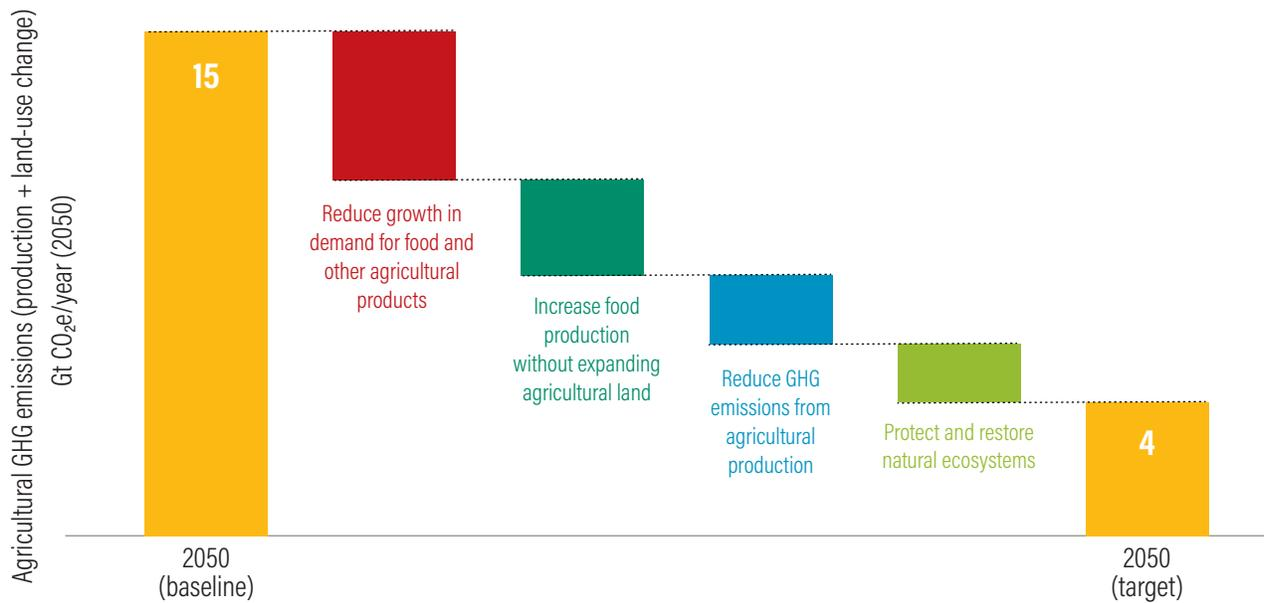 Agricultural GHG emissions (production + land-use change)
Gt CO₂e/year (2050)
15
Reduce growth in
demand for food and
other agricultural
products
Increase food
production
without expanding
agricultural land
Reduce GHG
emissions from
agricultural
production
Protect and restore
natural ecosystems
4
2050
(baseline)
2050
(target)